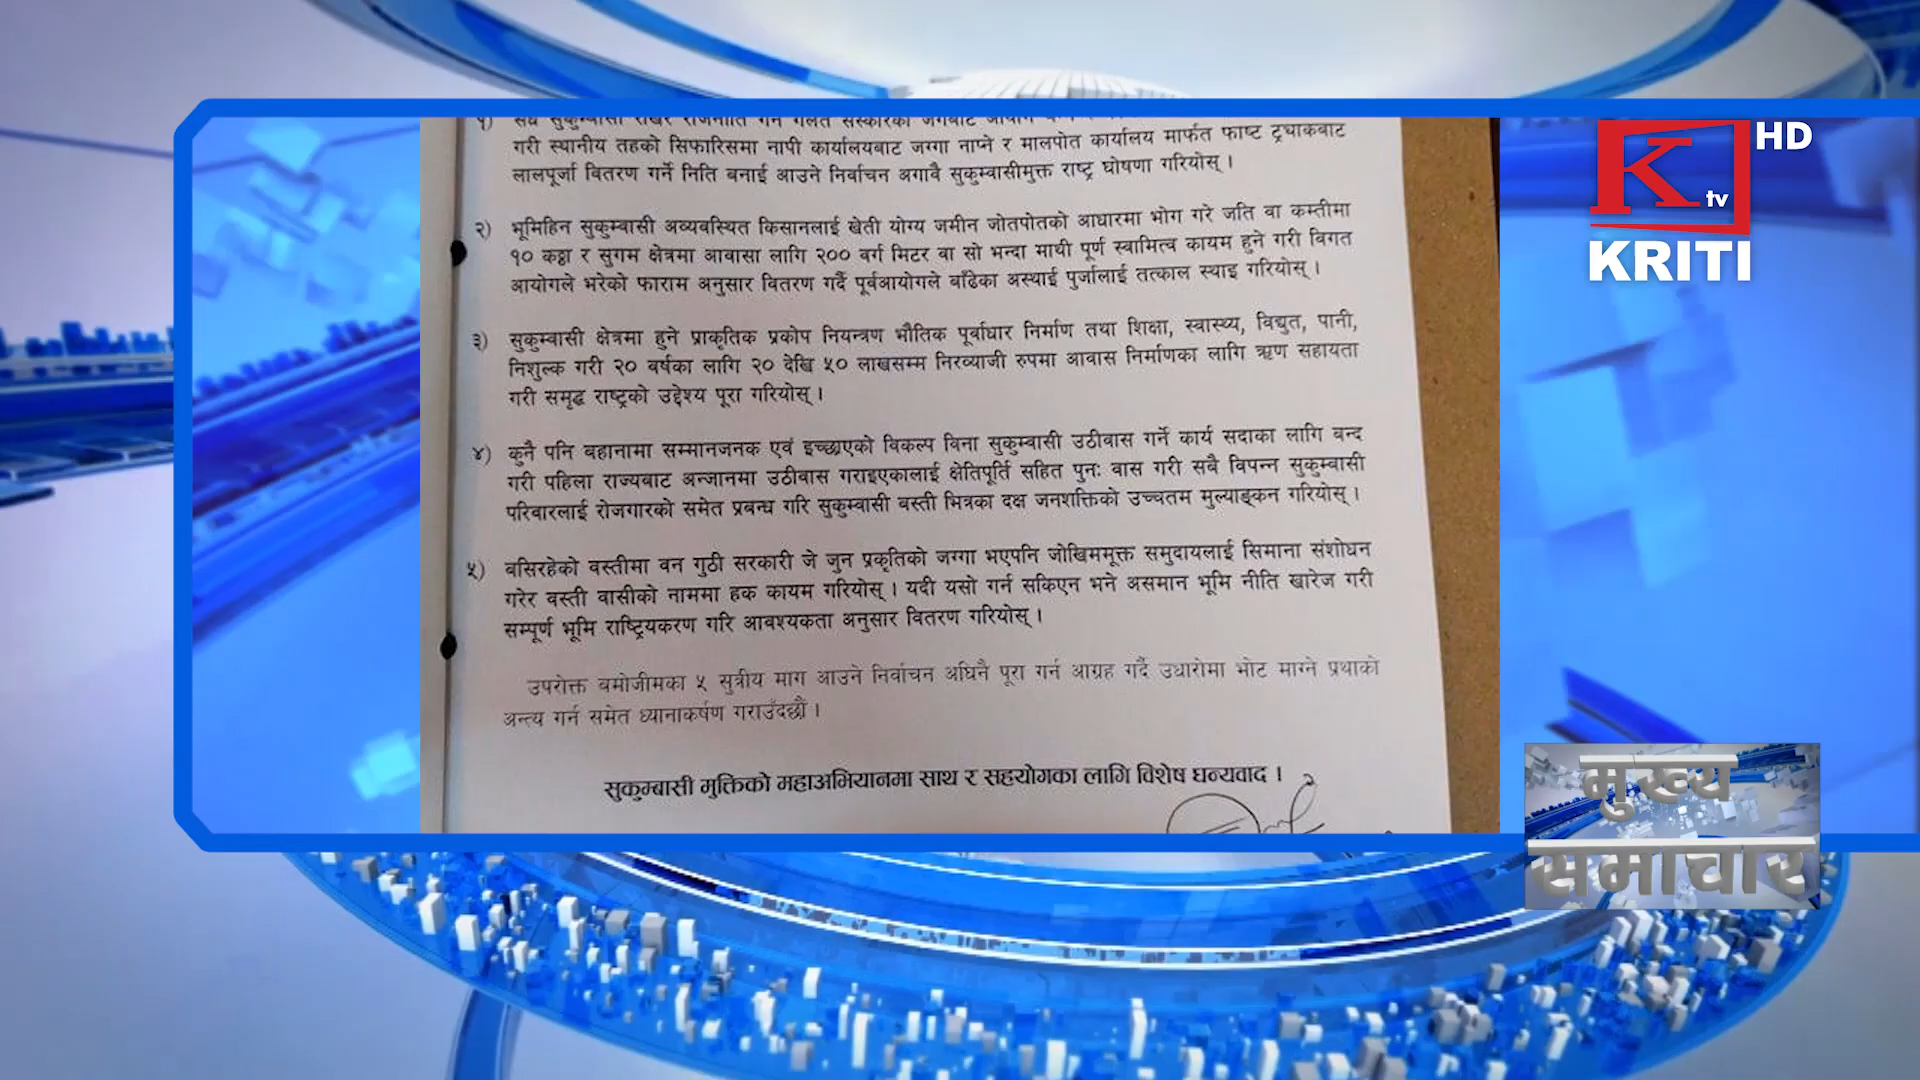 १) सधैं सुकुम्बासी राखेर राजनीति गर्ने गलत संस्कारको
गरी स्थानीय तहको सिफारिसमा नापी कार्यालयबाट जग्गा नाप्ने र मालपोत कार्यालय मार्फत फाष्ट ट्र्याकबाट
लालपूर्जा वितरण गर्ने निति बनाई आउने निर्वाचन अगावै सुकुम्वासीमुक्त राष्ट्र घोषणा गरियोस् ।
२) भूमिहिन सुकुम्वासी अव्यवस्थित किसानलाई खेती योग्य जमीन जोतपोतको आधारमा भोग गरे जति वा कम्तीमा
१० कठ्ठा र सुगम क्षेत्रमा आवासा लागि २०० वर्ग मिटर वा सो भन्दा माथी पूर्ण स्वामित्व कायम हुने गरी विगत
आयोगले भरेको फाराम अनुसार वितरण गर्दै पूर्वआयोगले बाँढेका अस्थाई पुर्जालाई तत्काल स्थाइ गरियोस् ।
३) सुकुम्वासी क्षेत्रमा हुने प्राकृतिक प्रकोप नियन्त्रण भौतिक पूर्वाधार निर्माण तथा शिक्षा, स्वास्थ्य, विद्युत, पानी,
निशुल्क गरी २० वर्षका लागि २० देखि ५० लाखसम्म निरव्याजी रुपमा आवास निर्माणका लागि ऋण सहायता
गरी समृद्ध राष्ट्रको उद्देश्य पूरा गरियोस् ।
४) कुनै पनि बहानामा सम्मानजनक एवं इच्छाएको विकल्प विना सुकुम्वासी उठीवास गर्ने कार्य सदाका लागि बन्द
गरी पहिला राज्यबाट अन्जानमा उठीवास गराइएकालाई क्षेतिपूर्ति सहित पुनः वास गरी सबै विपन्न सुकुम्वासी
परिवारलाई रोजगारको समेत प्रबन्ध गरि सुकुम्वासी वस्ती भित्रका दक्ष जनशक्तिको उच्चतम मुल्याङ्कन गरियोस् ।
५) बसिरहेको वस्तीमा वन गुठी सरकारी जे जुन प्रकृतिको जग्गा भएपनि जोखिममूक्त समुदायलाई सिमाना संशोधन
गरेर वस्ती वासीको नाममा हक कायम गरियोस् । यदी यसो गर्न सकिएन भने असमान भूमि नीति खारेज गरी
सम्पूर्ण भूमि राष्ट्रियकरण गरि आवश्यकता अनुसार वितरण गरियोस् ।
उपरोक्त बमोजीमका ५ सुत्रीय माग आउने निर्वाचन अघिनै पूरा गर्न आग्रह गर्दै उधारोमा भोट माग्ने प्रथाको
अन्त्य गर्न समेत ध्यानाकर्षण गराउँदछौं ।
सुकुम्बासी मुक्तिको महाअभियानमा साथ र सहयोगका लागि विशेष धन्यवाद ।
K tv HD
KRITI
मुख्य
समाचार